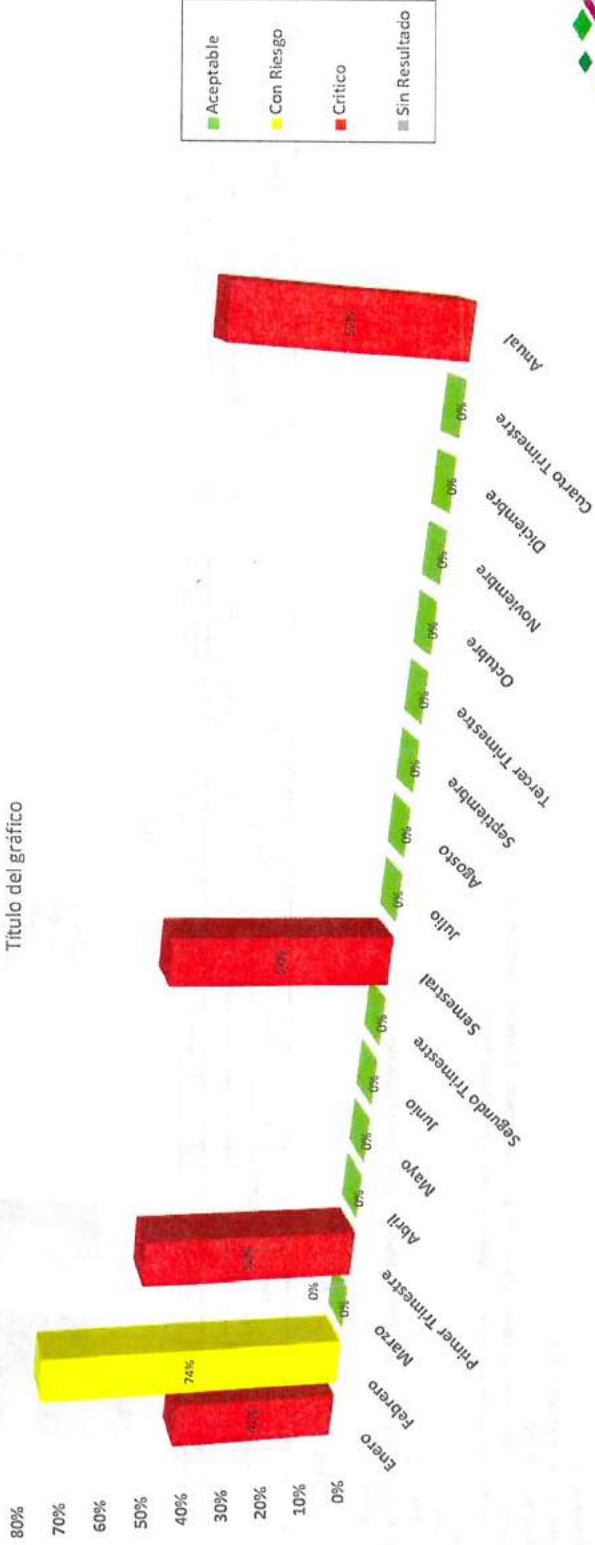 Título del gráfico
80%
70%
60%
50%
40%
30%
20%
10%
0%
74%
0%
0%
0%
0%
0%
0%
0%
0%
0%
0%
0%
0%
0%
0%
Enero
Febrero
Marzo
Primer Trimestre
Abril
Mayo
Junio
Segundo Trimestre
Semestral
Julio
Agosto
Septiembre
Tercer Trimestre
Octubre
Noviembre
Diciembre
Cuarto Trimestre
Anual
Aceptable
Con Riesgo
Critico
Sin Resultado